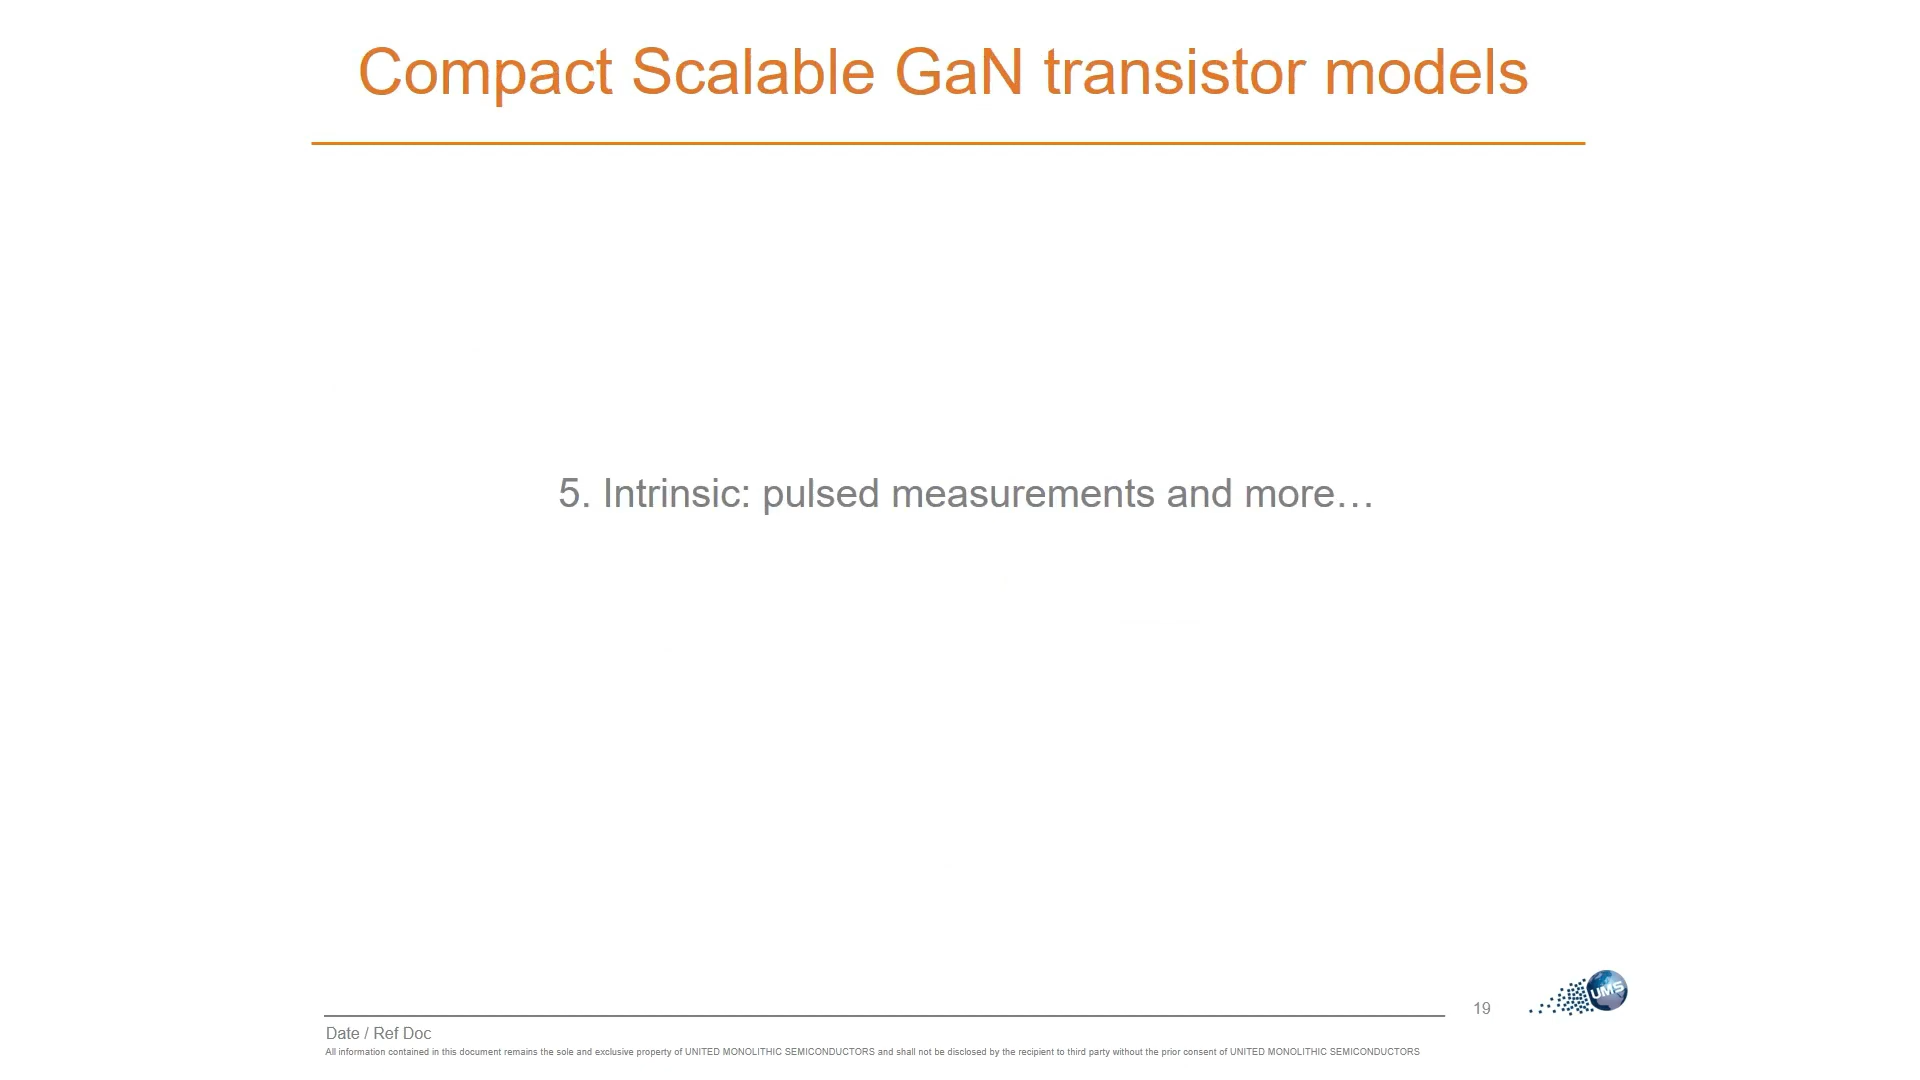 Compact Scalable GaN transistor models
5. Intrinsic: pulsed measurements and more…
19
UMS
Date / Ref Doc
All information contained in this document remains the sole and exclusive property of UNITED MONOLITHIC SEMICONDUCTORS and shall not be disclosed by the recipient to third party without the prior consent of UNITED MONOLITHIC SEMICONDUCTORS